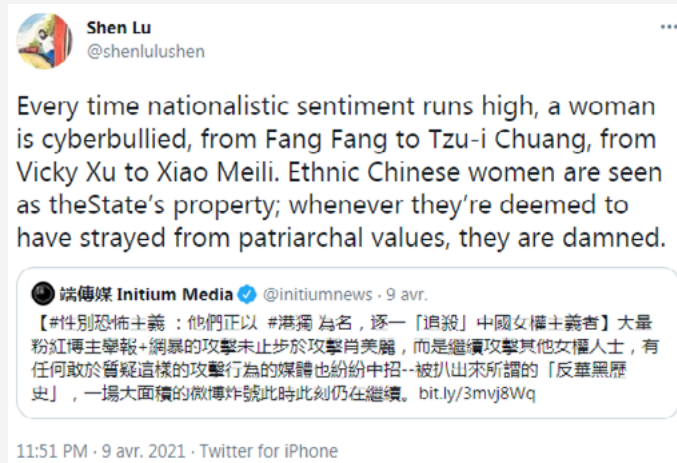 Shen Lu
@shenlulushen
Every time nationalistic sentiment runs high, a woman
is cyberbullied, from Fang Fang to Tzu-i Chuang, from
Vicky Xu to Xiao Meili. Ethnic Chinese women are seen
as theState’s property; whenever they’re deemed to
have strayed from patriarchal values, they are damned.
端傳媒 Initium Media @initiumnews · 9 avr.
【#性別恐怖主義 ：他們正以 #港獨 為名，逐一「追殺」中國女權主義者】大量
粉紅博主舉報+網暴的攻擊未止步於攻擊肖美麗，而是繼續攻擊其他女權人士，有
任何敢於質疑這樣的攻擊行為的媒體也紛紛中招--被扒出來所謂的「反華黑歷
史」，一場大面積的微博炸號此時此刻仍在繼續。bit.ly/3mvj8Wq
11:51 PM · 9 avr. 2021 · Twitter for iPhone